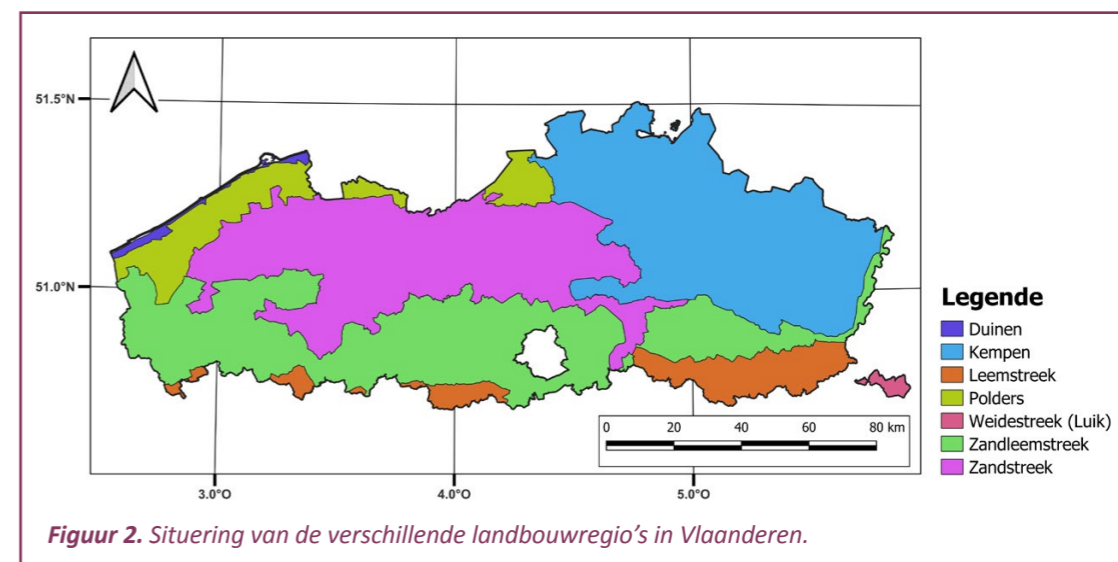 51.5°N
51.0°N
3.0°O
4.0°O
5.0°O
0 20 40 60 80 km
Legende
Duinen
Kempen
Leemstreek
Polders
Weidestreek (Luik)
Zandleemstreek
Zandstreek
Figuur 2. Situering van de verschillende landbouwregio's in Vlaanderen.